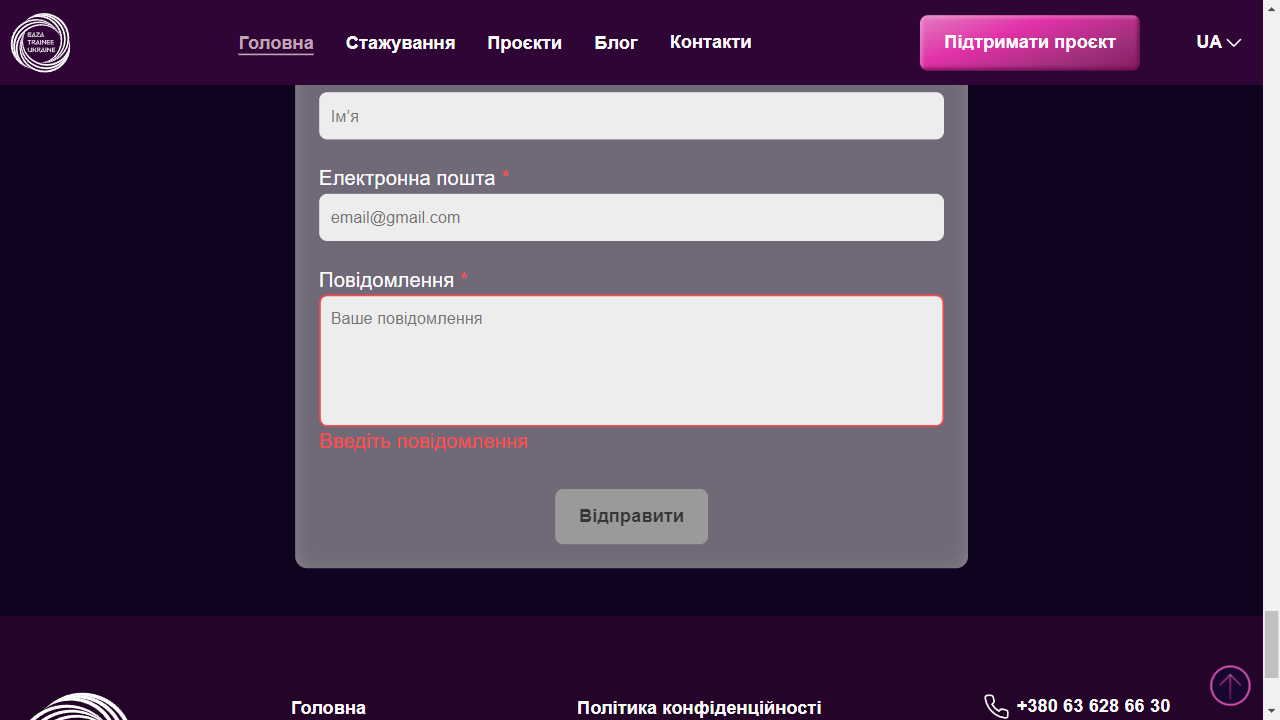 BAZA
TRAINEE
UKRAINE
Головна Стажування Проєкти Блог Контакти Підтримати проєкт UA
Ім'я
Електронна пошта *
email@gmail.com
Повідомлення *
Ваше повідомлення
Введіть повідомлення
Відправити
Головна Політика конфіденційності +380 63 628 66 30